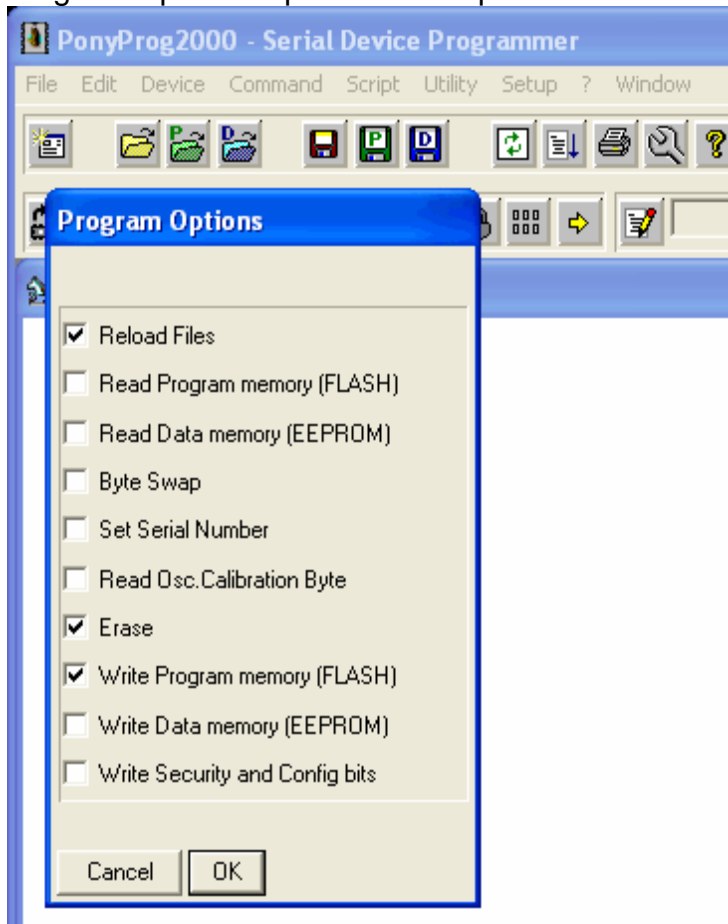 PonyProg2000 - Serial Device Programmer
File Edit Device Command Script Utility Setup ? Window
Program Options
Reload Files
Read Program memory (FLASH)
Read Data memory (EEPROM)
Byte Swap
Set Serial Number
Read Osc.Calibration Byte
Erase
Write Program memory (FLASH)
Write Data memory (EEPROM)
Write Security and Config bits
Cancel OK